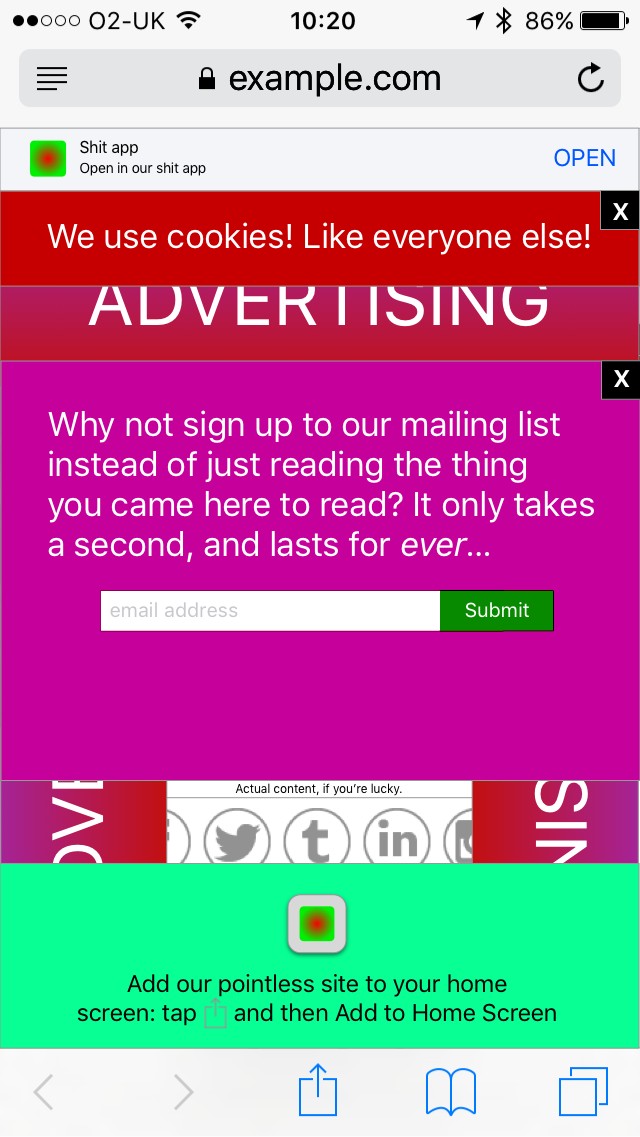 O2-UK 10:20 86%
example.com
Shit app
Open in our shit app
OPEN
X
We use cookies! Like everyone else!
ADVERTISING
X
Why not sign up to our mailing list
instead of just reading the thing
you came here to read? It only takes
a second, and lasts for ever...
email address Submit
Actual content, if you’re lucky.
Add our pointless site to your home
screen: tap and then Add to Home Screen